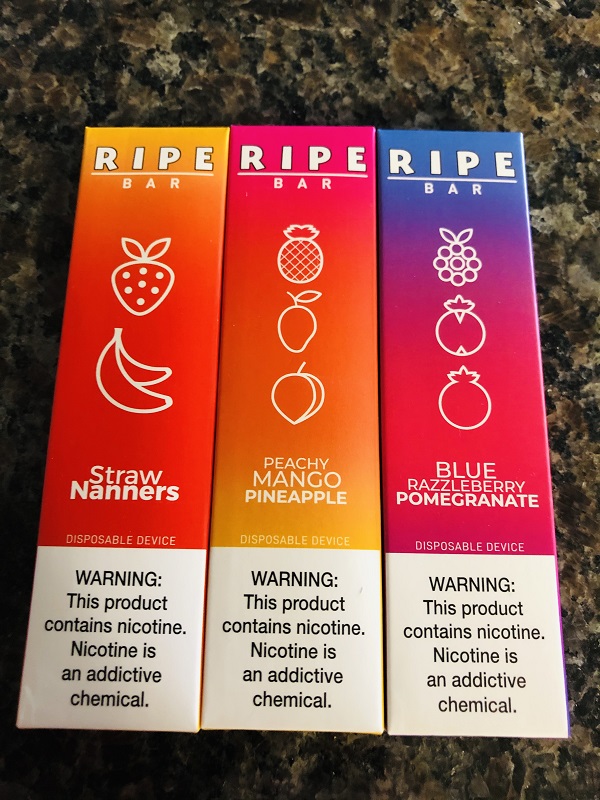 RIPE
BAR
Straw
Nanners
DISPOSABLE DEVICE
WARNING:
This product
contains nicotine.
Nicotine is
an addictive
chemical.
RIPE
BAR
PEACHY
MANGO
PINEAPPLE
DISPOSABLE DEVICE
WARNING:
This product
contains nicotine.
Nicotine is
an addictive
chemical.
RIPE
BAR
BLUE
RAZZLEBERRY
POMEGRANATE
DISPOSABLE DEVICE
WARNING:
This product
contains nicotine.
Nicotine is
an addictive
chemical.